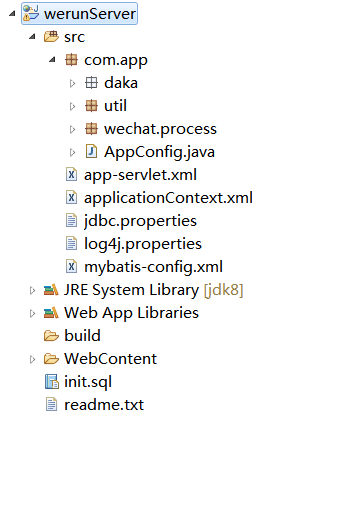 werunServer
src
com.app
daka
util
wechat.process
AppConfig.java
app-servlet.xml
applicationContext.xml
jdbc.properties
log4j.properties
mybatis-config.xml
JRE System Library [jdk8]
Web App Libraries
build
WebContent
init.sql
readme.txt